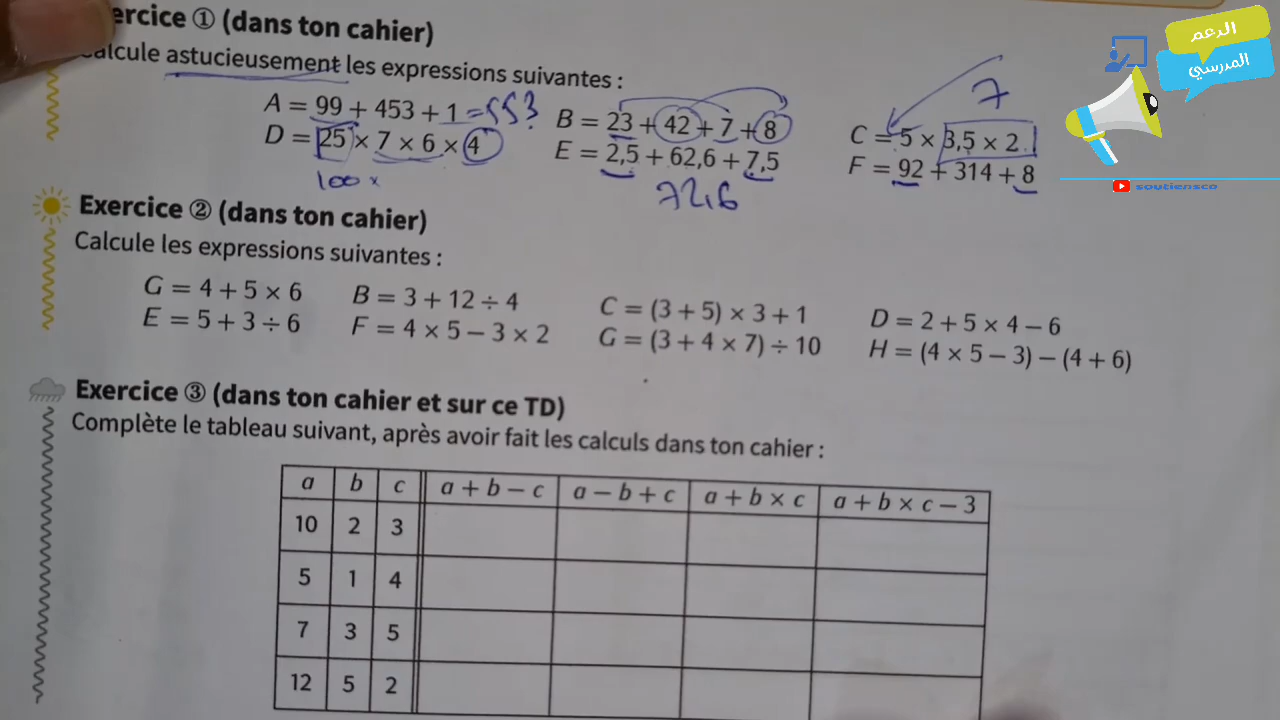 ercice ① (dans ton cahier)
Calcule astucieusement les expressions suivantes :
A = 99 + 453 + 1 = 553
B = 23 + 42 + 7 + 8
C = 5 × 3,5 × 2
7
D = 25 × 7 × 6 × 4
E = 2,5 + 62,6 + 7,5
F = 92 + 314 + 8
100 ×
72,6
Exercice ② (dans ton cahier)
Calcule les expressions suivantes :
G = 4 + 5 × 6
B = 3 + 12 ÷ 4
C = (3 + 5) × 3 + 1
D = 2 + 5 × 4 − 6
E = 5 + 3 ÷ 6
F = 4 × 5 − 3 × 2
G = (3 + 4 × 7) ÷ 10
H = (4 × 5 − 3) − (4 + 6)
Exercice ③ (dans ton cahier et sur ce TD)
Complète le tableau suivant, après avoir fait les calculs dans ton cahier :
a b c a + b − c a − b + c a + b × c a + b × c − 3
10 2 3
5 1 4
7 3 5
12 5 2
الدعم
المدرسي
soutiensco